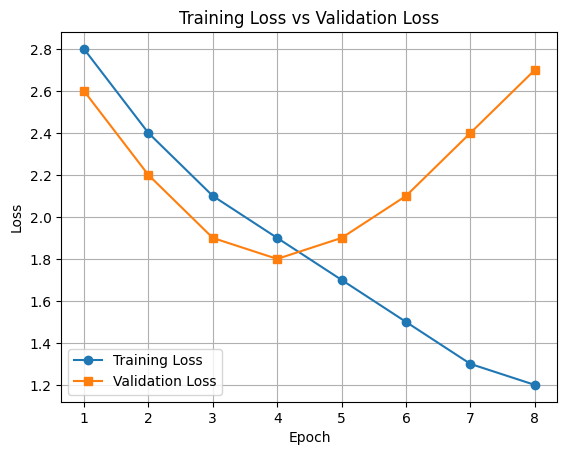 Training Loss vs Validation Loss
2.8
2.6
2.4
2.2
2.0
1.8
1.6
1.4
1.2
Loss
Training Loss
Validation Loss
1 2 3 4 5 6 7 8
Epoch